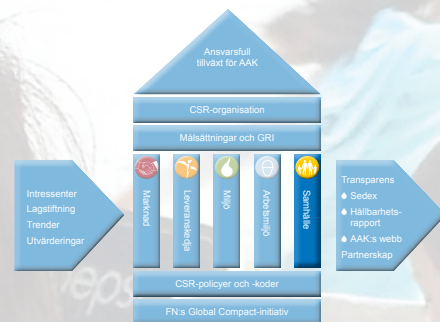 Ansvarsfull
tillväxt för AAK
CSR-organisation
Målsättningar och GRI
Intressenter
Lagstiftning
Trender
Utvärderingar
Marknad
Leveranskedja
Miljö
Arbetsmiljö
Samhälle
Transparens
Sedex
Hållbarhets-
rapport
AAK:s webb
Partnerskap
CSR-policyer och -koder
FN:s Global Compact-initiativ